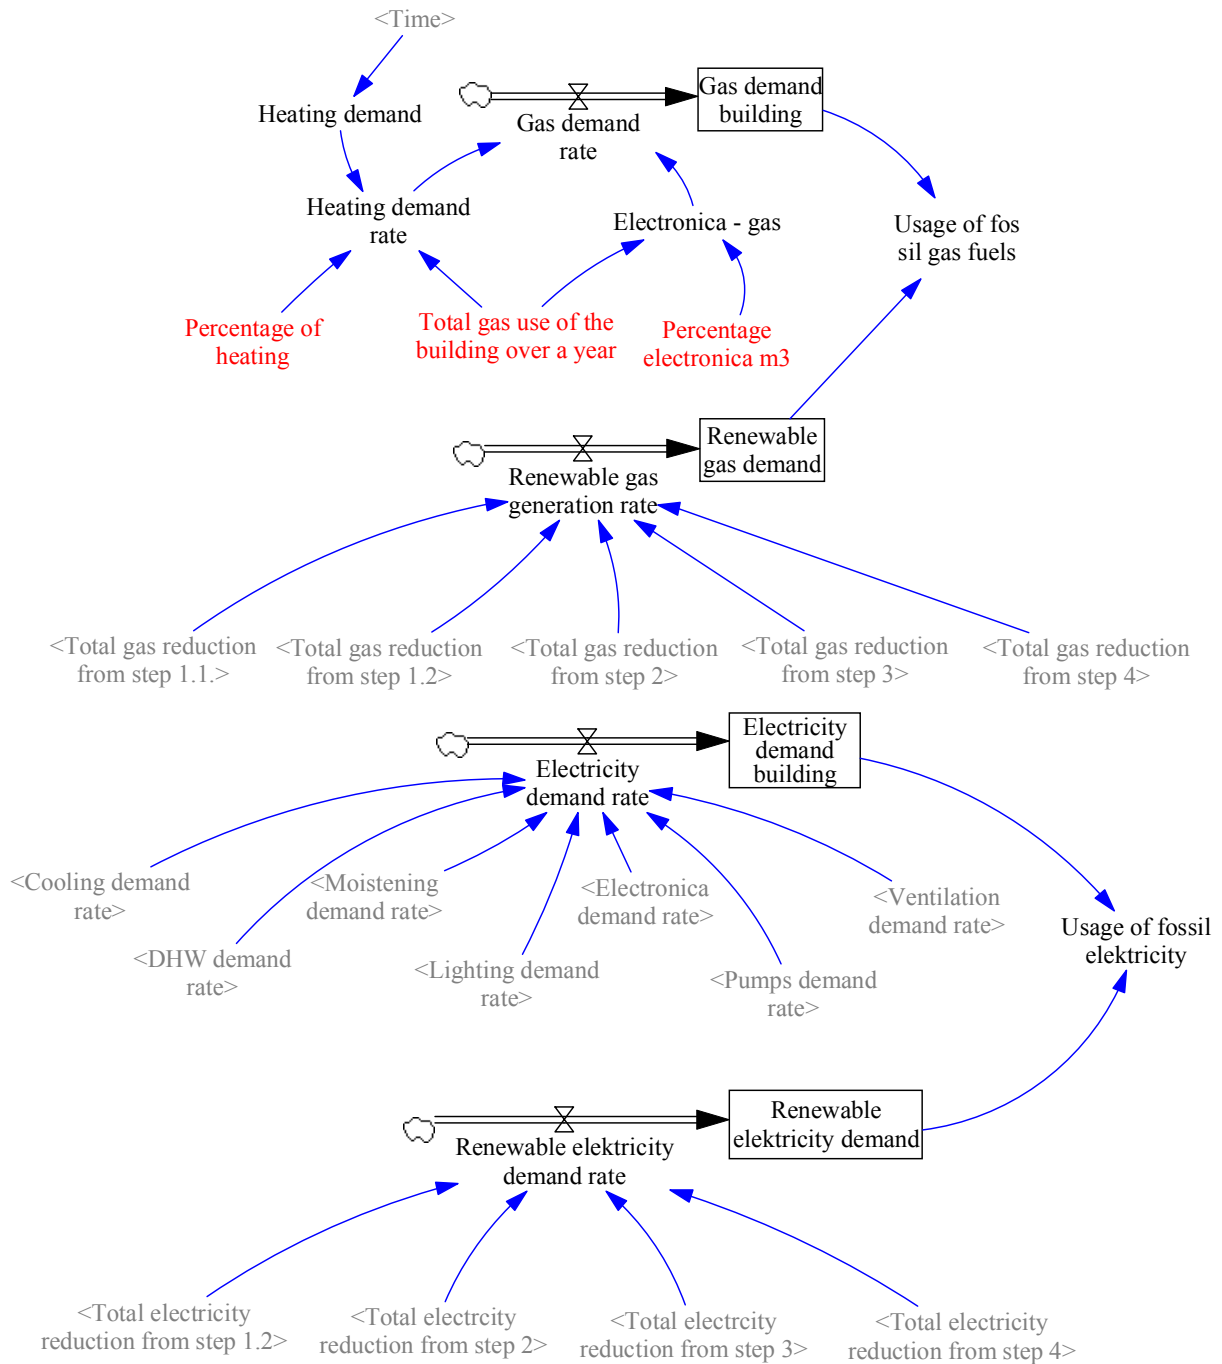 <Time>
Heating demand
Gas demand
rate
Gas demand
building
Heating demand
rate
Electronica - gas
Usage of fos
sil gas fuels
Percentage of
heating
Total gas use of the
building over a year
Percentage
electronica m3
Renewable gas
generation rate
Renewable
gas demand
<Total gas reduction
from step 1.1.>
<Total gas reduction
from step 1.2>
<Total gas reduction
from step 2>
<Total gas reduction
from step 3>
<Total gas reduction
from step 4>
Electricity
demand rate
Electricity
demand
building
<Cooling demand
rate>
<Moistening
demand rate>
<Electronica
demand rate>
<Ventilation
demand rate>
<DHW demand
rate>
<Lighting demand
rate>
<Pumps demand
rate>
Usage of fossil
elektricity
Renewable elektricity
demand rate
Renewable
elektricity demand
<Total electricity
reduction from step 1.2>
<Total electrcity
reduction from step 2>
<Total electrcity
reduction from step 3>
<Total electricity
reduction from step 4>